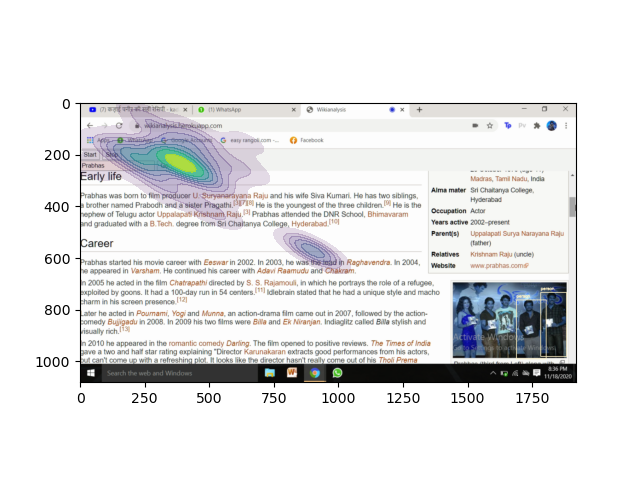 0
200
400
600
800
1000
0 250 500 750 1000 1250 1500 1750
(1) WhatsApp
Wikianalysis
wikianalysis.herokuapp.com
Apps
easy rangoli.com -...
Facebook
Start
Prabhas
Early life
Prabhas was born to film producer U. Suryanarayana Raju and his wife Siva Kumari. He has two siblings,
a brother named Prabodh and a sister Pragathi. He is the youngest of the three children.[9] He is the
nephew of Telugu actor Uppalapati Krishnam Raju.[3] Prabhas attended the DNR School, Bhimavaram
and graduated with a B.Tech. degree from Sri Chaitanya College, Hyderabad.[10]
Career
Prabhas started his movie career with Eeswar in 2002. In 2003, he was the lead in Raghavendra. In 2004,
he appeared in Varsham. He continued his career with Adavi Raamudu and Chakram.
In 2005 he acted in the film Chatrapathi directed by S. S. Rajamouli, in which he portrays the role of a refugee,
exploited by goons. It had a 100-day run in 54 centers.[11] Idlebrain stated that he had a unique style and macho
charm in his screen presence.[12]
Later he acted in Pournami, Yogi and Munna, an action-drama film came out in 2007, followed by the action-
comedy Bujjigadu in 2008. In 2009 his two films were Billa and Ek Niranjan. Indiaglitz called Billa stylish and
visually rich.[13]
In 2010 he appeared in the romantic comedy Darling. The film opened to positive reviews. The Times of India
gave a two and half star rating explaining "Director Karunakaran extracts good performances from his actors,
but can't come up with a refreshing plot. It looks like the director hasn't really come out of his Tholi Prema
Madras, Tamil Nadu, India
Alma mater Sri Chaitanya College,
Hyderabad
Occupation Actor
Years active 2002–present
Parent(s) Uppalapati Surya Narayana Raju
(father)
Relatives Krishnam Raju (uncle)
Website www.prabhas.com
person
Activate Windows
Search the web and Windows
8:36 PM
11/18/2020